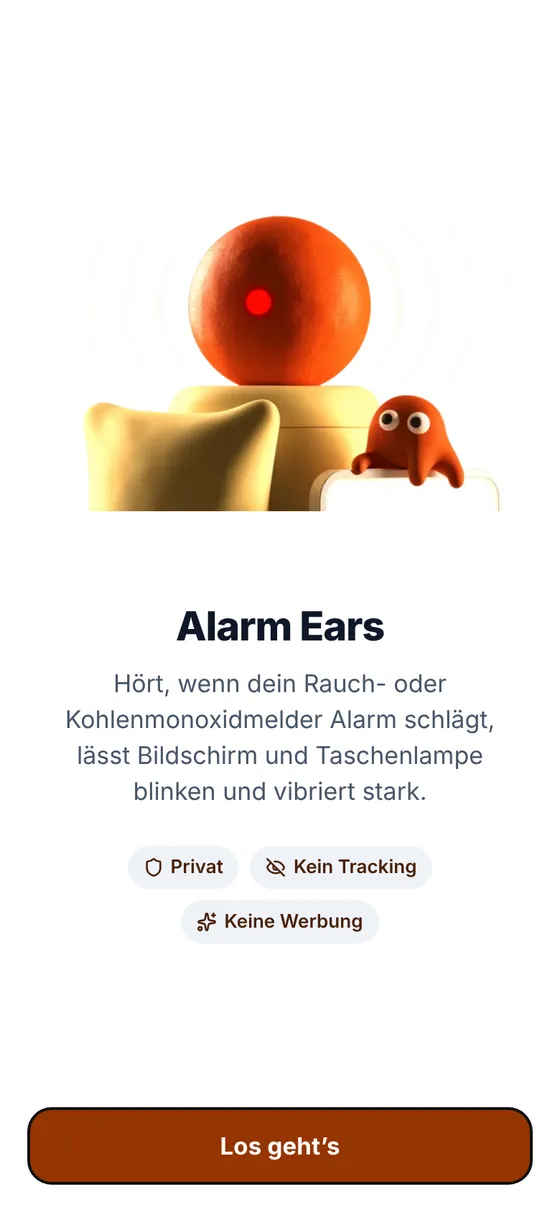 Alarm Ears
Hört, wenn dein Rauch- oder
Kohlenmonoxidmelder Alarm schlägt,
lässt Bildschirm und Taschenlampe
blinken und vibriert stark.
Privat
Kein Tracking
Keine Werbung
Los geht’s